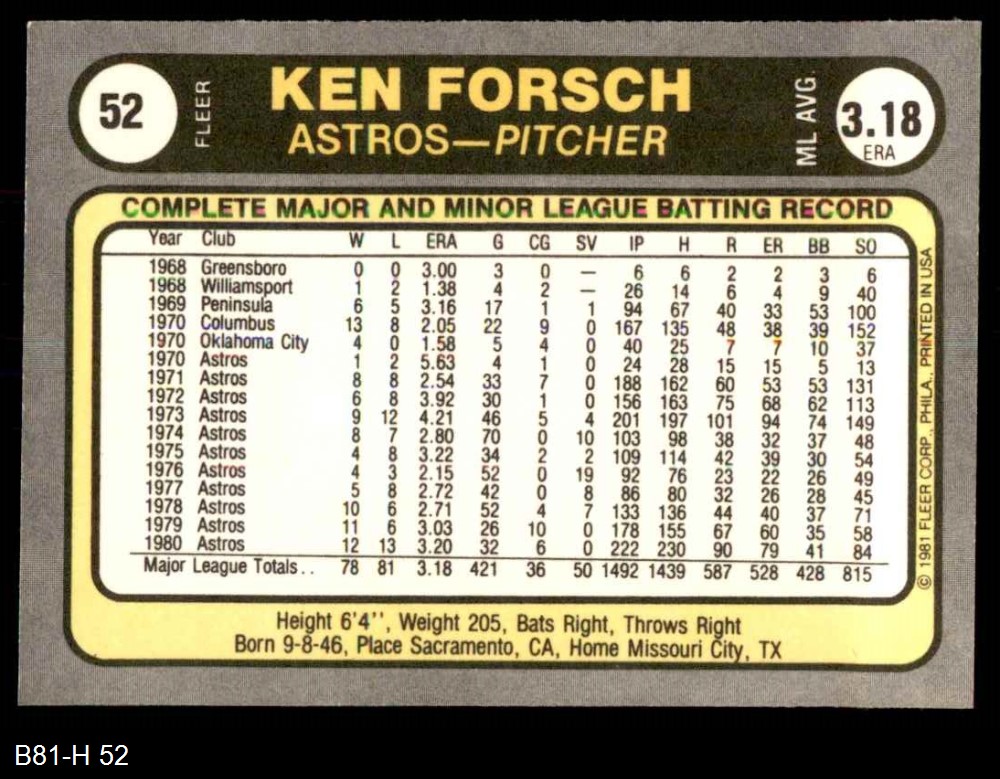 52 FLEER KEN FORSCH ML AVG. 3.18
ASTROS—PITCHER ERA
COMPLETE MAJOR AND MINOR LEAGUE BATTING RECORD
Year Club W L ERA G CG SV IP H R ER BB SO
1968 Greensboro 0 0 3.00 3 0 — 6 6 2 2 3 6
1968 Williamsport 1 2 1.38 4 2 — 26 14 6 4 9 40
1969 Peninsula 6 5 3.16 17 1 1 94 67 40 33 53 100
1970 Columbus 13 8 2.05 22 9 0 167 135 48 38 39 152
1970 Oklahoma City 4 0 1.58 5 4 0 40 25 7 7 10 37
1970 Astros 1 2 5.63 4 1 0 24 28 15 15 5 13
1971 Astros 8 8 2.54 33 7 0 188 162 60 53 53 131
1972 Astros 6 8 3.92 30 1 0 156 163 75 68 62 113
1973 Astros 9 12 4.21 46 5 4 201 197 101 94 74 149
1974 Astros 8 7 2.80 70 0 10 103 98 38 32 37 48
1975 Astros 4 8 3.22 34 2 2 109 114 42 39 30 54
1976 Astros 4 3 2.15 52 0 19 92 76 23 22 26 49
1977 Astros 5 8 2.72 42 0 8 86 80 32 26 28 45
1978 Astros 10 6 2.71 52 4 7 133 136 44 40 37 71
1979 Astros 11 6 3.03 26 10 0 178 155 67 60 35 58
1980 Astros 12 13 3.20 32 6 0 222 230 90 79 41 84
Major League Totals.. 78 81 3.18 421 36 50 1492 1439 587 528 428 815
© 1981 FLEER CORP., PHILA., PRINTED IN USA
Height 6'4'', Weight 205, Bats Right, Throws Right
Born 9-8-46, Place Sacramento, CA, Home Missouri City, TX
B81-H 52